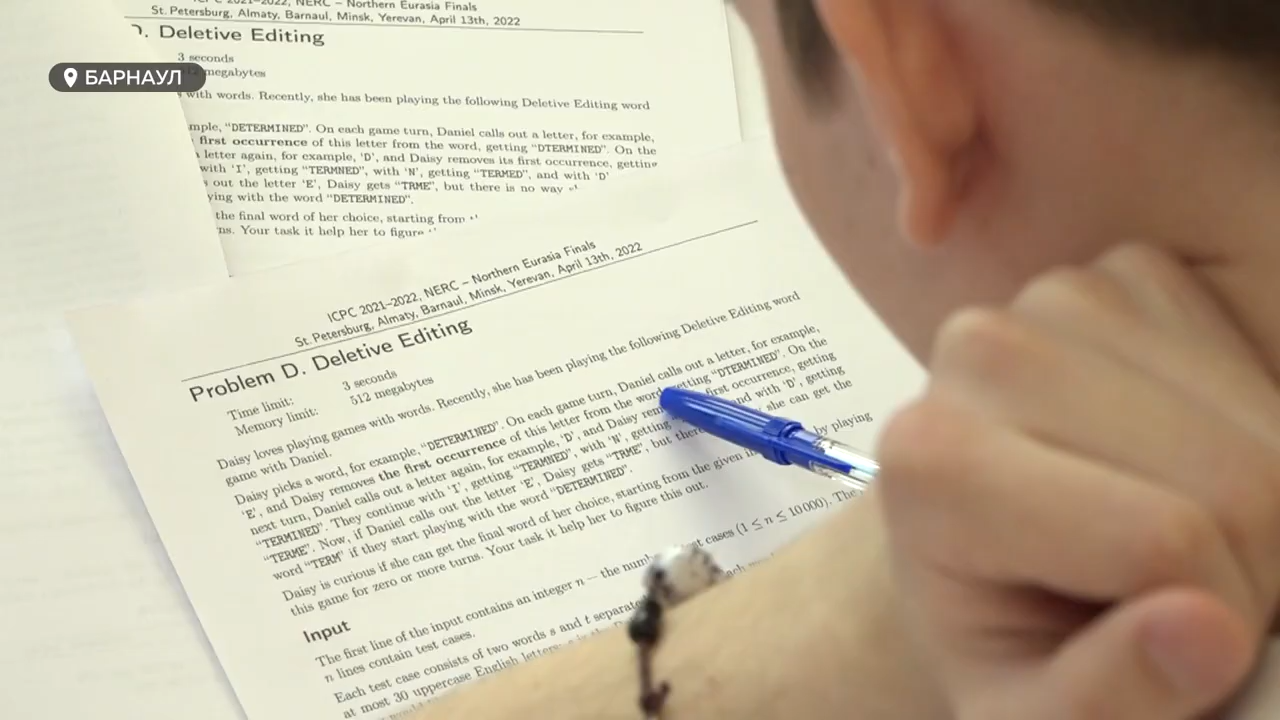 2021–2022, NERC – Northern Eurasia Finals
St. Petersburg, Almaty, Barnaul, Minsk, Yerevan, April 13th, 2022
D. Deletive Editing
3 seconds
megabytes
БАРНАУЛ
with words. Recently, she has been playing the following Deletive Editing word
"DETERMINED". On each game turn, Daniel calls out a letter, for example,
first occurrence of this letter from the word, getting "DTERMINED". On the
letter again, for example, 'D', and Daisy removes its first occurrence, getting
with 'I', getting "TERMNED", with 'N', getting "TERMED", and with 'D'
out the letter 'E', Daisy gets "TRME", but there is no way
with the word "DETERMINED".
the final word of her choice, starting from
Your task it help her to figure
ICPC 2021–2022, NERC – Northern Eurasia Finals
St. Petersburg, Almaty, Barnaul, Minsk, Yerevan, April 13th, 2022
Problem D. Deletive Editing
Time limit: 3 seconds
Memory limit: 512 megabytes
Daisy loves playing games with words. Recently, she has been playing the following Deletive Editing word
game with Daniel.
Daisy picks a word, for example, "DETERMINED". On each game turn, Daniel calls out a letter, for example,
'E', and Daisy removes the first occurrence of this letter from the word, getting "DTERMINED". On the
next turn, Daniel calls out a letter again, for example, 'D', and Daisy first occurrence, getting
"TERMINED". They continue with 'I', getting "TERMNED", with 'N', getting and with 'D', getting
"TERME". Now, if Daniel calls out the letter 'E', Daisy gets "TRME", but she can get the
word "TERM" if they start playing with the word "DETERMINED".
Daisy is curious if she can get the final word of her choice, starting from the given by playing
this game for zero or more turns. Your task it help her to figure this out.
Input
The first line of the input contains an integer n — the cases (1 ≤ n ≤ 10 000). The
n lines contain test cases.
Each test case consists of two words s and t
at most 30 uppercase English letters